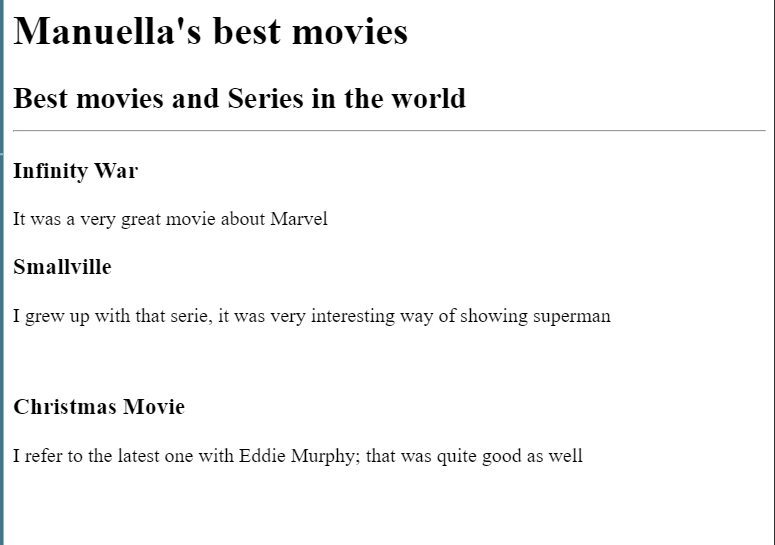 Manuella's best movies
Best movies and Series in the world
Infinity War
It was a very great movie about Marvel
Smallville
I grew up with that serie, it was very interesting way of showing superman
Christmas Movie
I refer to the latest one with Eddie Murphy; that was quite good as well